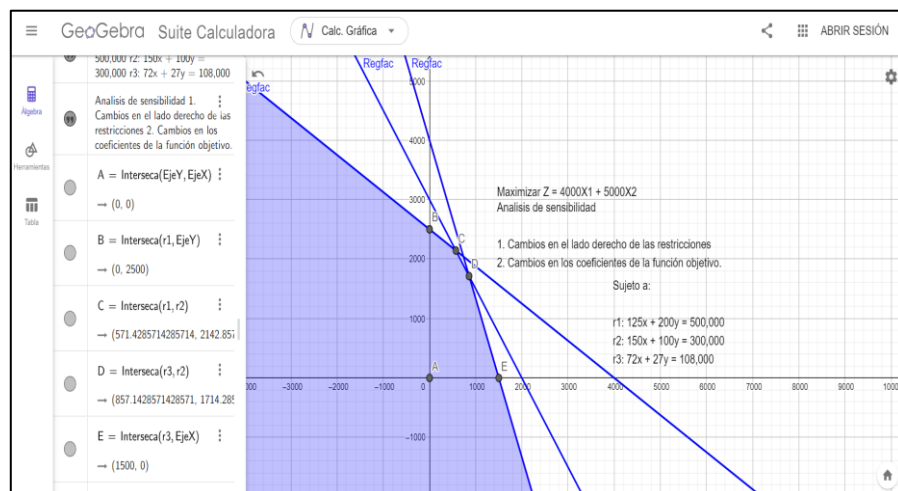 GeoGebra Suite Calculadora
Calc. Gráfica
ABRIR SESIÓN
Álgebra
Herramientas
Tabla
500,000 r2: 150x + 100y =
300,000 r3: 72x + 27y = 108,000
Analisis de sensibilidad 1.
Cambios en el lado derecho de las
restricciones 2. Cambios en los
coeficientes de la función objetivo.
A = Interseca(EjeY, EjeX)
→ (0, 0)
B = Interseca(r1, EjeY)
→ (0, 2500)
C = Interseca(r1, r2)
→ (571.4285714285714, 2142.857
D = Interseca(r3, r2)
→ (857.1428571428571, 1714.285
E = Interseca(r3, EjeX)
→ (1500, 0)
Regfac
Regfac
Regfac
5000
4000
3000
2000
1000
−1000
−3000
−2000
−1000
0
1000
2000
3000
4000
5000
6000
7000
8000
9000
B
C
D
A
E
Maximizar Z = 4000X1 + 5000X2
Analisis de sensibilidad
1. Cambios en el lado derecho de las restricciones
2. Cambios en los coeficientes de la función objetivo.
Sujeto a:
r1: 125x + 200y = 500,000
r2: 150x + 100y = 300,000
r3: 72x + 27y = 108,000